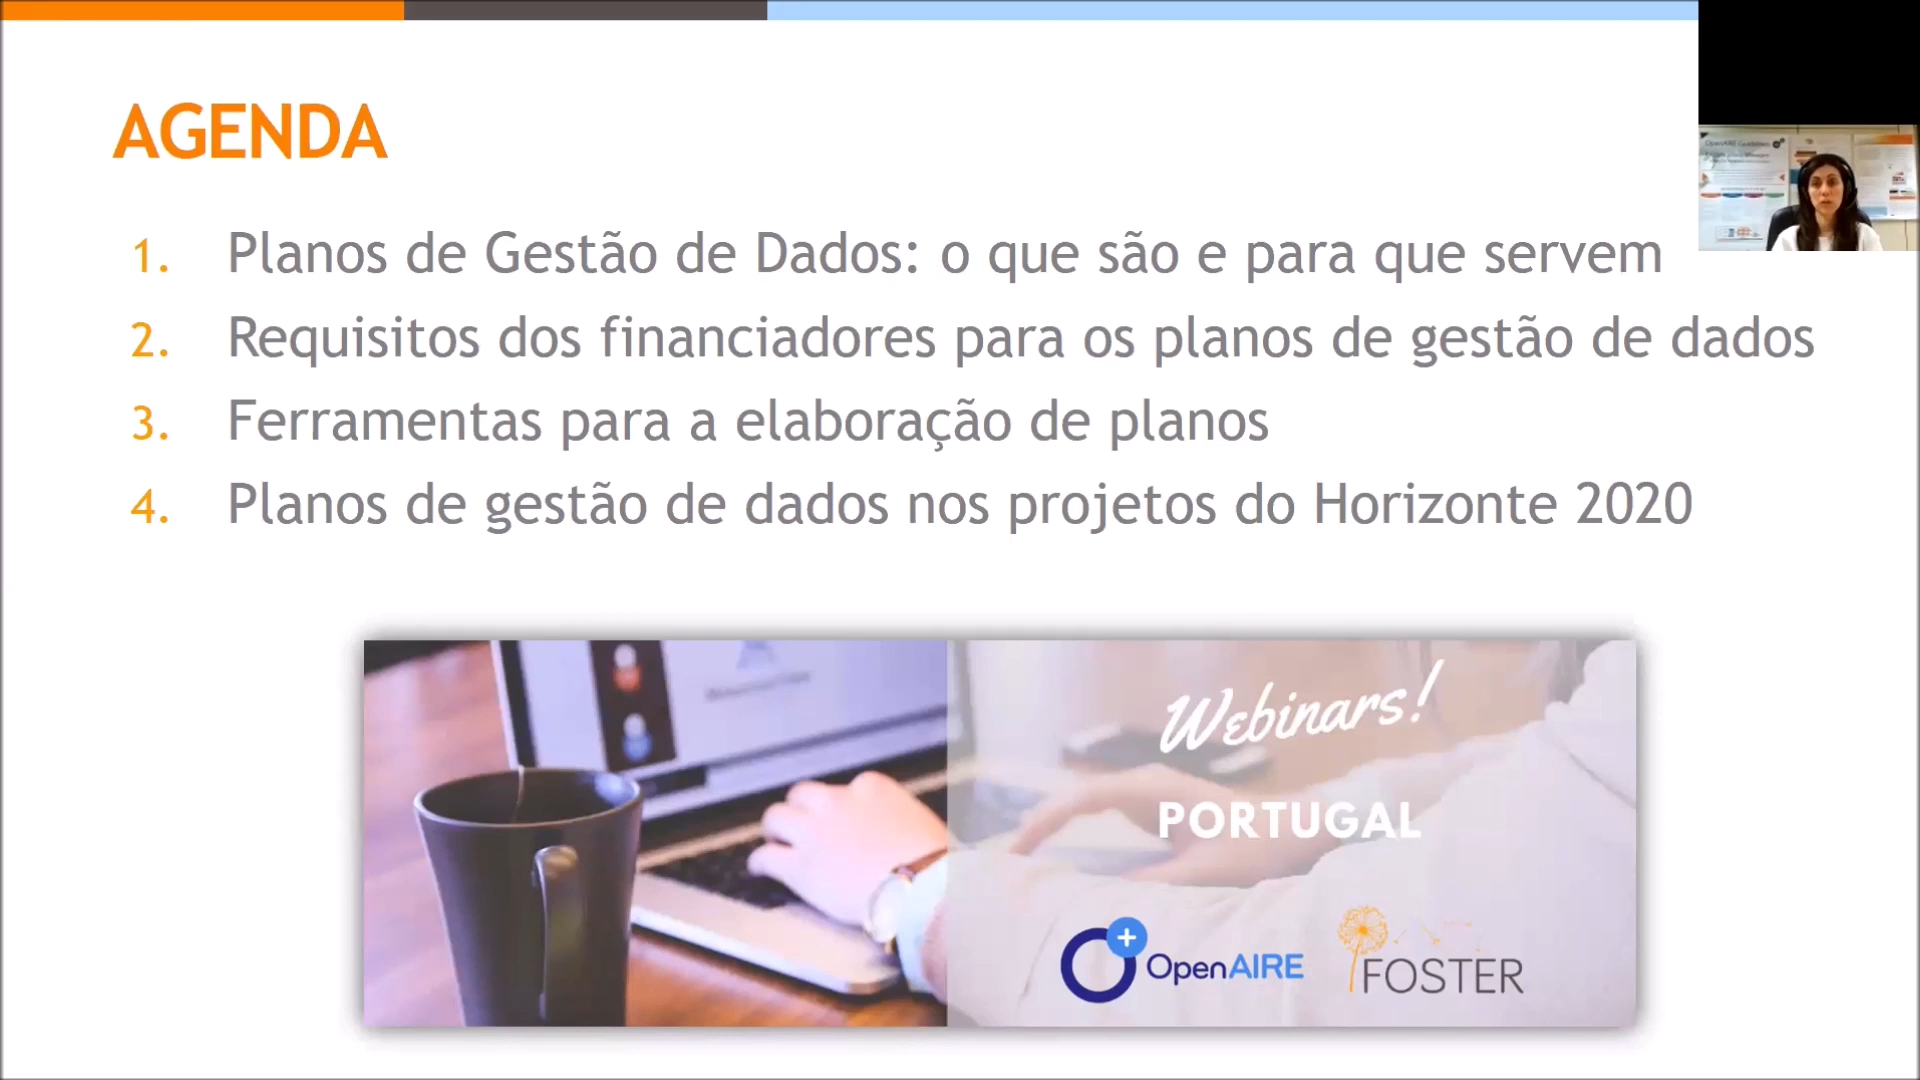 AGENDA
1. Planos de Gestão de Dados: o que são e para que servem
2. Requisitos dos financiadores para os planos de gestão de dados
3. Ferramentas para a elaboração de planos
4. Planos de gestão de dados nos projetos do Horizonte 2020
Webinars!
PORTUGAL
OpenAIRE
FOSTER
OpenAIRE Guidelines